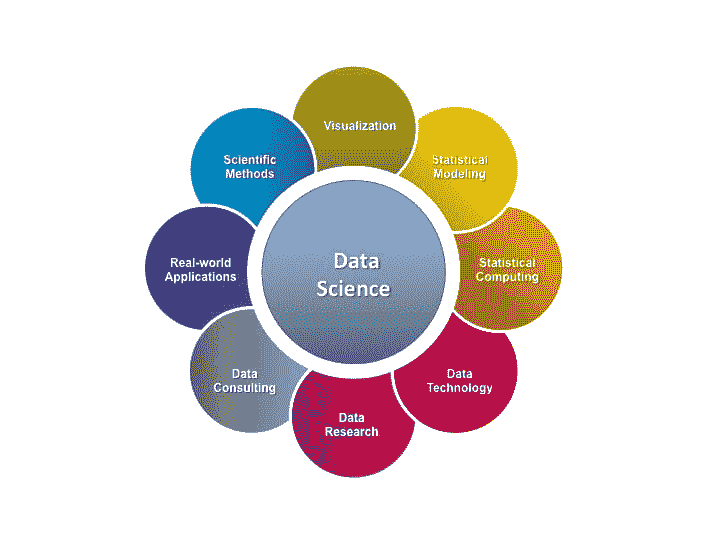 Visualization
Statistical
Modeling
Statistical
Computing
Data
Technology
Data
Research
Data
Consulting
Real-world
Applications
Scientific
Methods
Data
Science